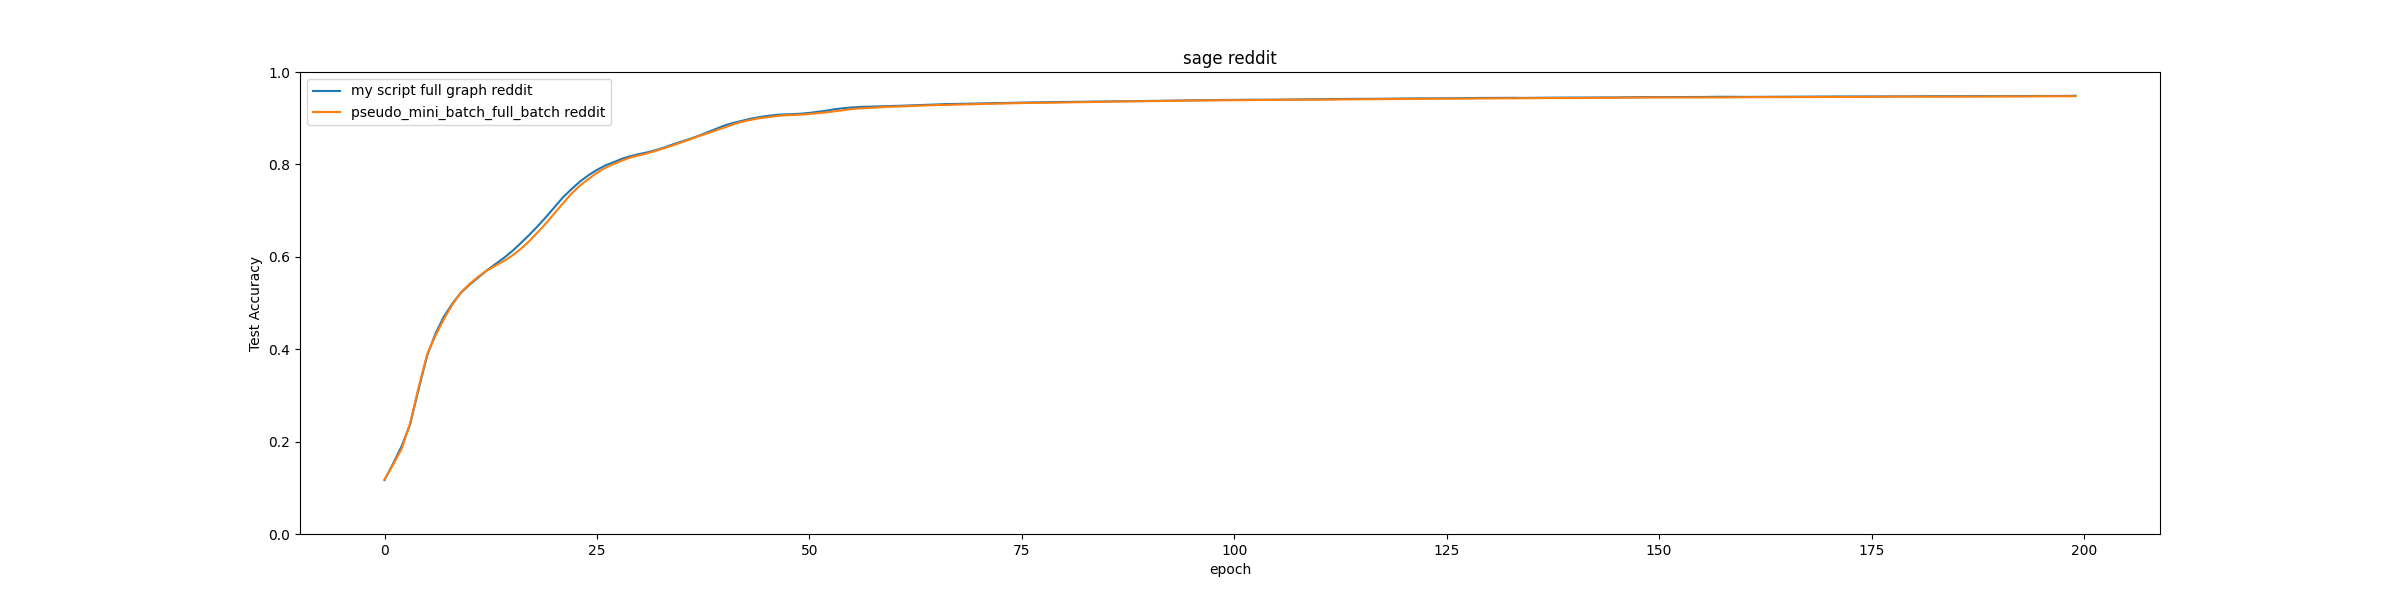 sage reddit
my script full graph reddit
pseudo_mini_batch_full_batch reddit
Test Accuracy
1.0
0.8
0.6
0.4
0.2
0.0
0 25 50 75 100 125 150 175 200
epoch